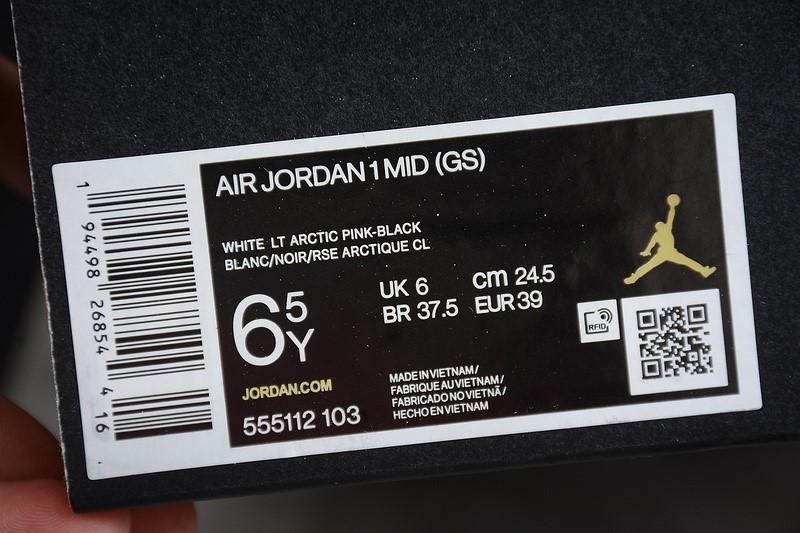 AIR JORDAN 1 MID (GS)
WHITE LT ARCTIC PINK-BLACK
BLANC/NOIR/RSE ARCTIQUE CL
6 5 Y
UK 6 cm 24.5
BR 37.5 EUR 39
JORDAN.COM
555112 103
MADE IN VIETNAM/
FABRIQUE AU VIETNAM/
FABRICADO NO VIETNÃ/
HECHO EN VIETNAM
RFID
1 94498 26854 4 16